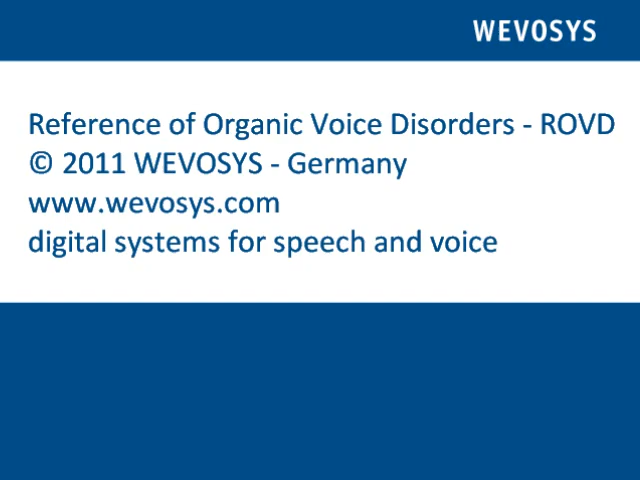 WEVOSYS
Reference of Organic Voice Disorders - ROVD
© 2011 WEVOSYS - Germany
www.wevosys.com
digital systems for speech and voice